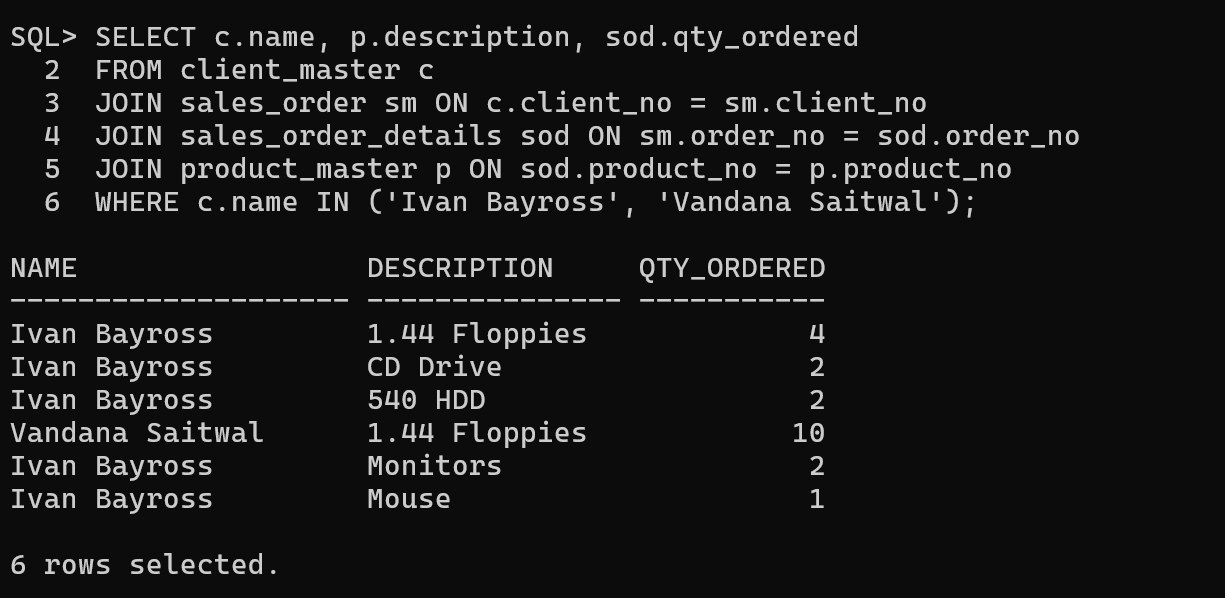 SQL> SELECT c.name, p.description, sod.qty_ordered
  2  FROM client_master c
  3  JOIN sales_order sm ON c.client_no = sm.client_no
  4  JOIN sales_order_details sod ON sm.order_no = sod.order_no
  5  JOIN product_master p ON sod.product_no = p.product_no
  6  WHERE c.name IN ('Ivan Bayross', 'Vandana Saitwal');

NAME                 DESCRIPTION     QTY_ORDERED
-------------------- --------------- -----------
Ivan Bayross         1.44 Floppies             4
Ivan Bayross         CD Drive                  2
Ivan Bayross         540 HDD                   2
Vandana Saitwal      1.44 Floppies            10
Ivan Bayross         Monitors                  2
Ivan Bayross         Mouse                     1

6 rows selected.